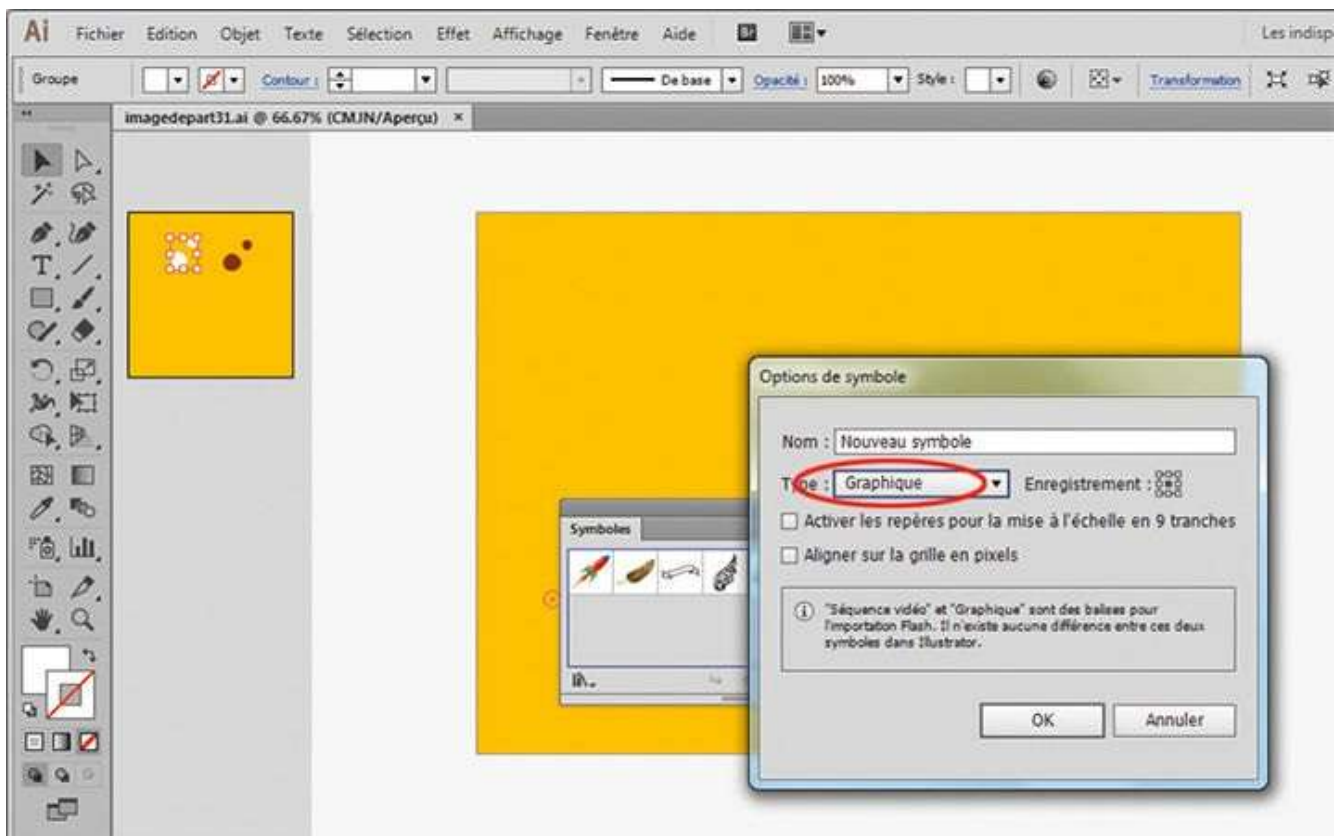 Ai Fichier Edition Objet Texte Sélection Effet Affichage Fenêtre Aide Br Les indisp
Groupe Contour : De base Opacité : 100% Style : Transformation
imagedepart31.ai @ 66.67% (CMJN/Aperçu) ×
Options de symbole
Nom : Nouveau symbole
Type : Graphique Enregistrement :
Activer les repères pour la mise à l'échelle en 9 tranches
Symboles
Aligner sur la grille en pixels
"Séquence vidéo" et "Graphique" sont des balises pour
l'importation Flash. Il n'existe aucune différence entre ces deux
symboles dans Illustrator.
OK Annuler